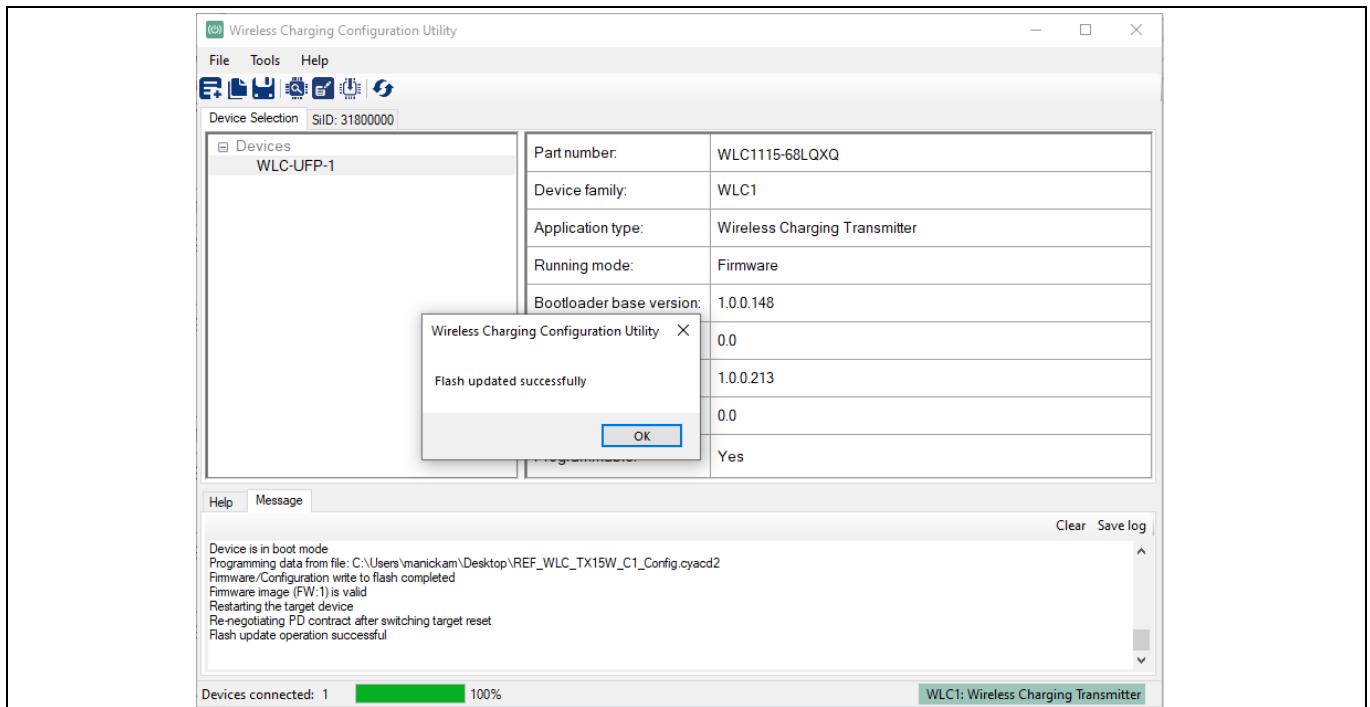 Wireless Charging Configuration Utility
File Tools Help
Device Selection SilD: 31800000
Devices
WLC-UFP-1
Part number: WLC1115-68LQXQ
Device family: WLC1
Application type: Wireless Charging Transmitter
Running mode: Firmware
Bootloader base version: 1.0.0.148
0.0
1.0.0.213
0.0
Yes
Wireless Charging Configuration Utility
Flash updated successfully
OK
Help Message
Clear Save log
Device is in boot mode
Programming data from file: C:\Users\manickam\Desktop\REF_WLC_TX15W_C1_Config.cyacd2
Firmware/Configuration write to flash completed
Firmware image (FW:1) is valid
Restarting the target device
Re-negotiating PD contract after switching target reset
Flash update operation successful
Devices connected: 1 100% WLC1: Wireless Charging Transmitter